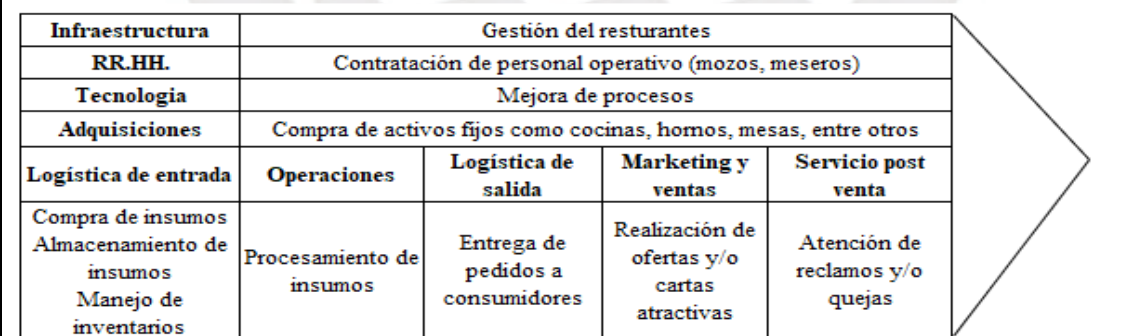 Infraestructura
Gestión del resturantes
RR.HH.
Contratación de personal operativo (mozos, meseros)
Tecnologia
Mejora de procesos
Adquisiciones
Compra de activos fijos como cocinas, hornos, mesas, entre otros
Logística de entrada
Operaciones
Logística de
salida
Marketing y
ventas
Servicio post
venta
Compra de insumos
Almacenamiento de
insumos
Manejo de
inventarios
Procesamiento de
insumos
Entrega de
pedidos a
consumidores
Realización de
ofertas y/o
cartas
atractivas
Atención de
reclamos y/o
quejas